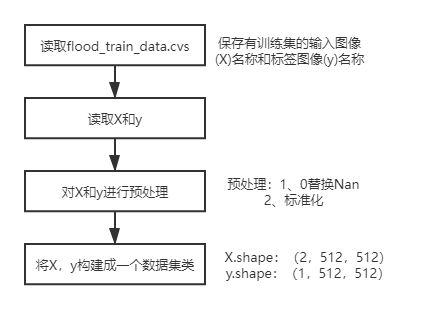 读取flood_train_data.cvs
保存有训练集的输入图像
(X)名称和标签图像(y)名称
读取X和y
对X和y进行预处理
预处理：1、0替换Nan
2、标准化
将X，y构建成一个数据集类
X.shape：（2，512，512）
y.shape：（1，512，512）